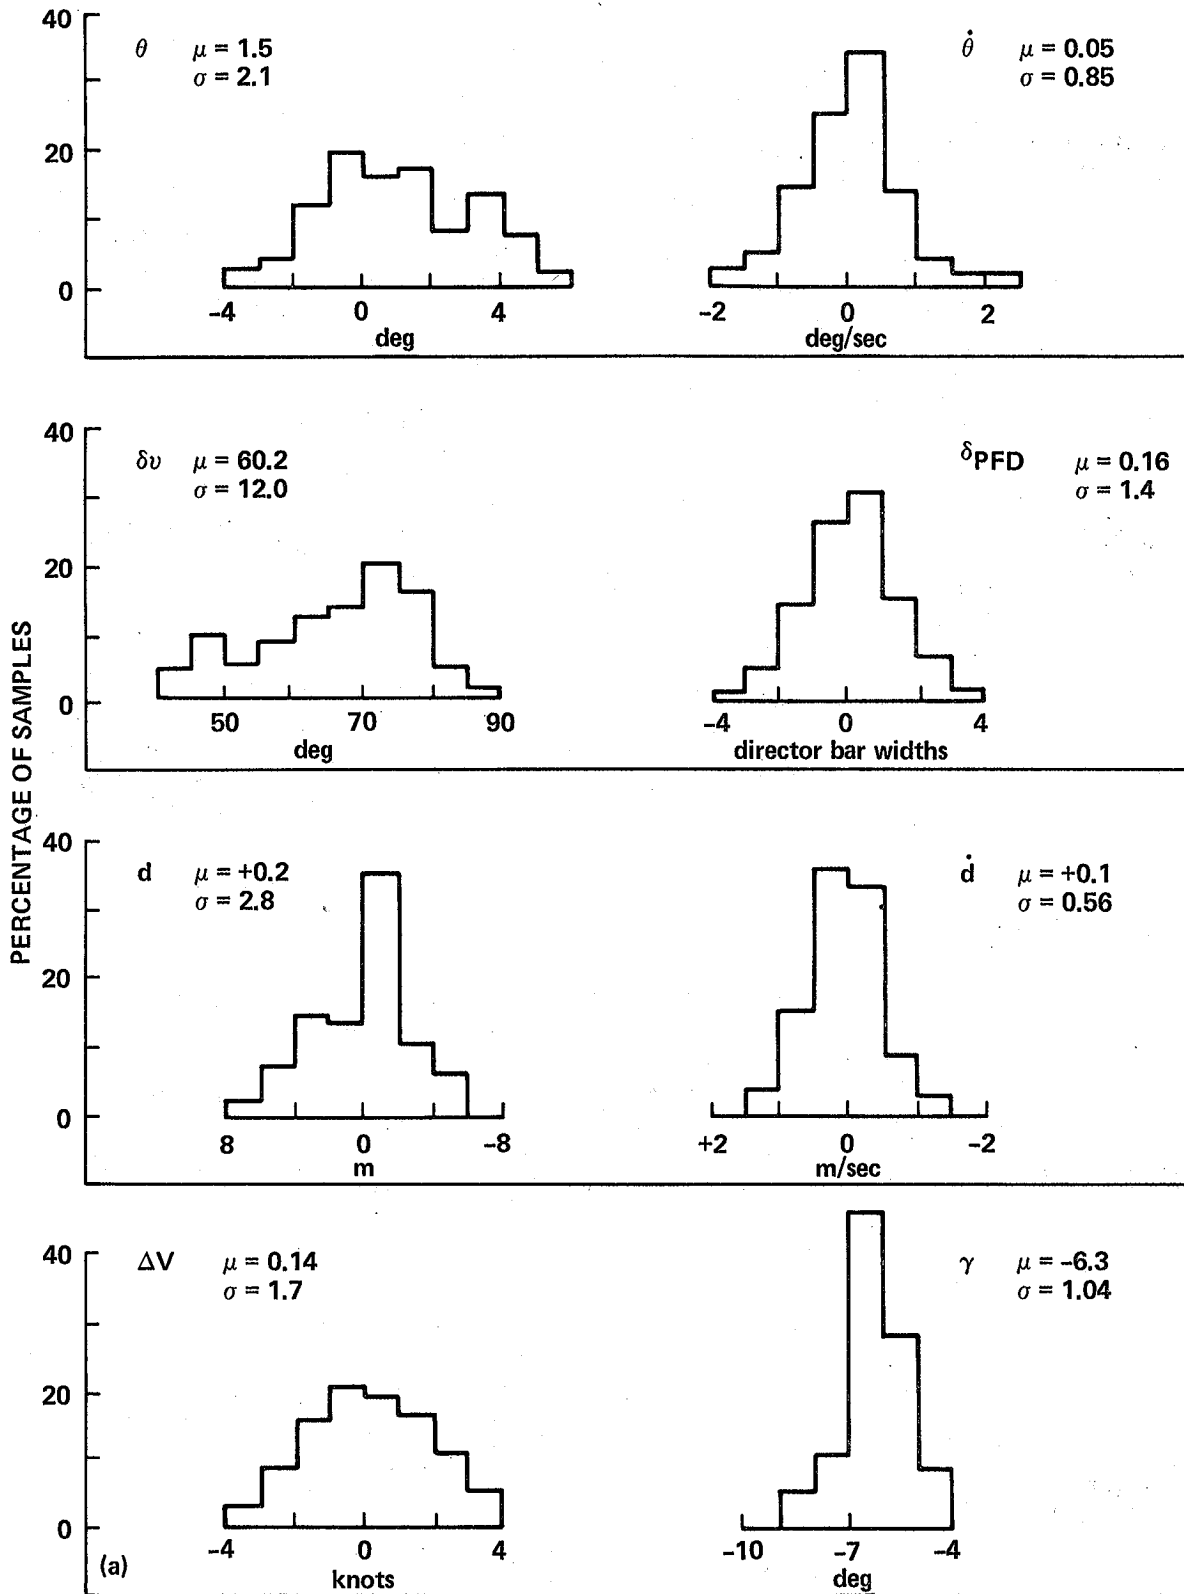 PERCENTAGE OF SAMPLES
40
20
0
θ μ = 1.5
σ = 2.1
-4 0 4
deg
θ̇ μ = 0.05
σ = 0.85
-2 0 2
deg/sec
40
20
0
δυ μ = 60.2
σ = 12.0
50 70 90
deg
δPFD μ = 0.16
σ = 1.4
-4 0 4
director bar widths
40
20
0
d μ = +0.2
σ = 2.8
8 0 -8
m
ḋ μ = +0.1
σ = 0.56
+2 0 -2
m/sec
40
20
0
ΔV μ = 0.14
σ = 1.7
-4 0 4
knots
γ μ = -6.3
σ = 1.04
-10 -7 -4
deg
(a)